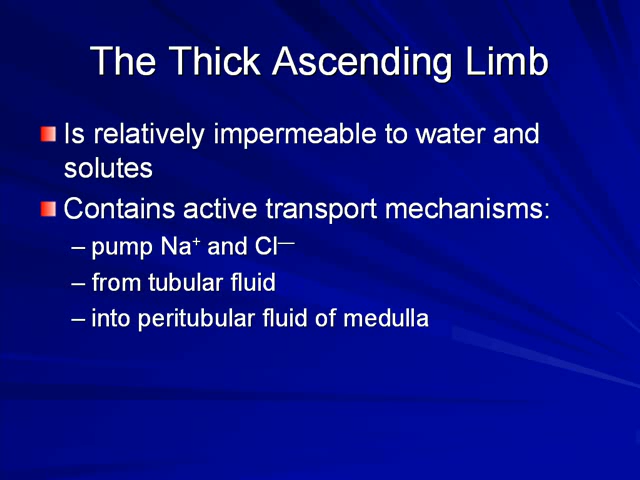 The Thick Ascending Limb
Is relatively impermeable to water and
solutes
Contains active transport mechanisms:
– pump Na⁺ and Cl—
– from tubular fluid
– into peritubular fluid of medulla